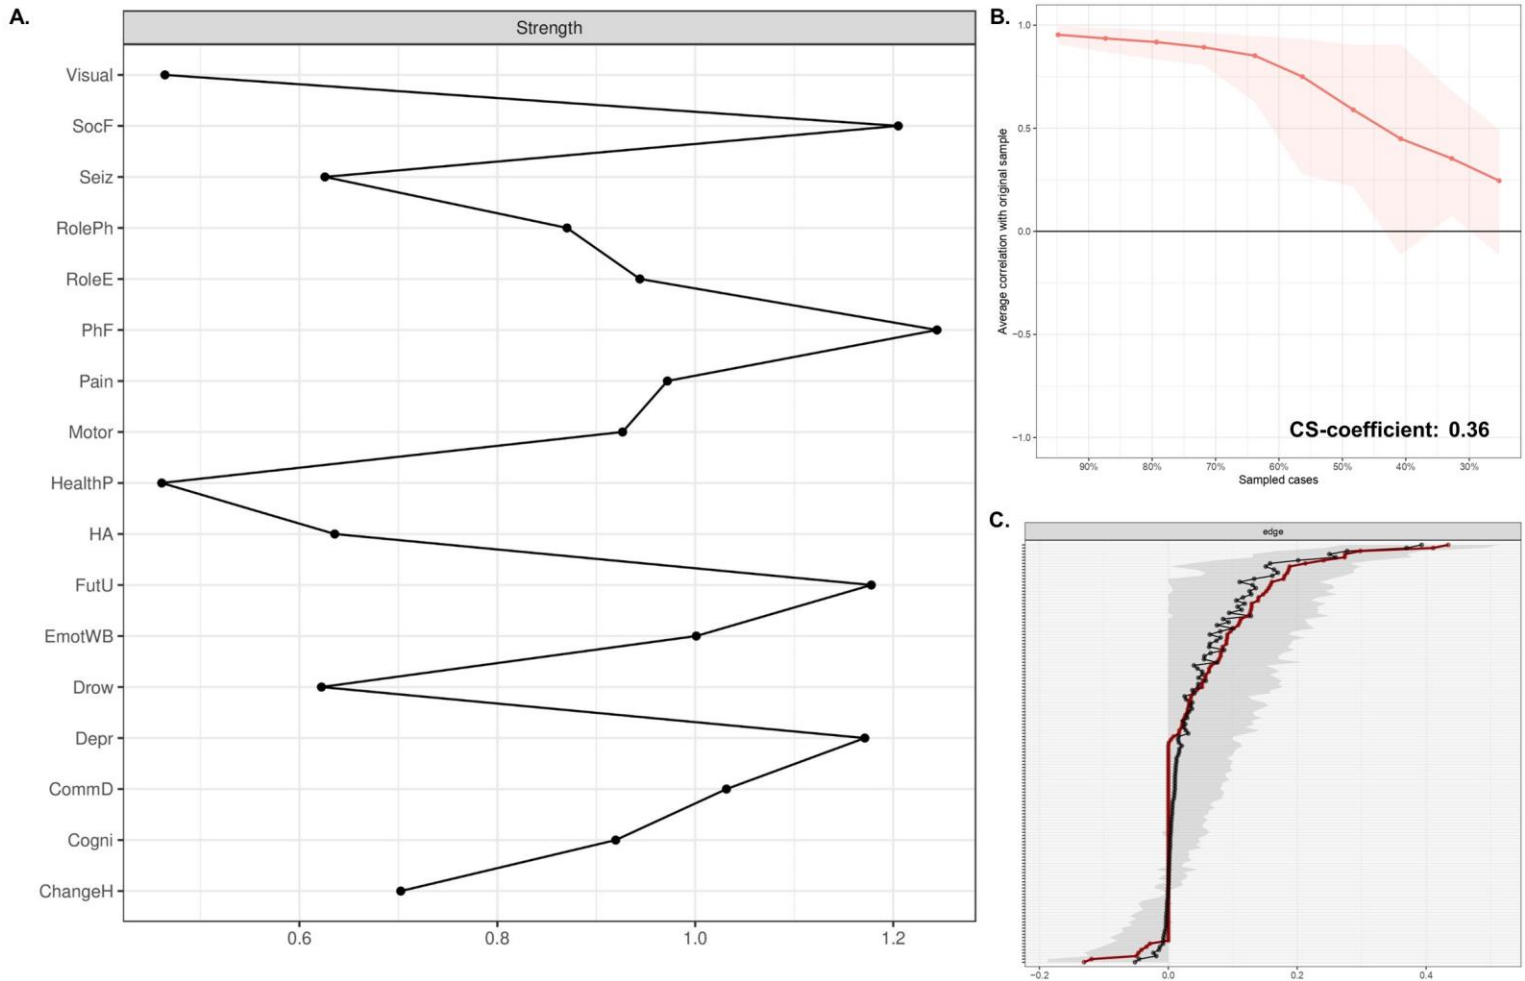 A.
Strength
Visual
SocF
Seiz
RolePh
RoleE
PhF
Pain
Motor
HealthP
HA
FutU
EmotWB
Drow
Depr
CommD
Cogni
ChangeH
0.6 0.8 1.0 1.2
B.
Average correlation with original sample
1.0
0.5
0.0
−0.5
−1.0
CS-coefficient: 0.36
90% 80% 70% 60% 50% 40% 30%
Sampled cases
C.
edge
−0.2 0.0 0.2 0.4